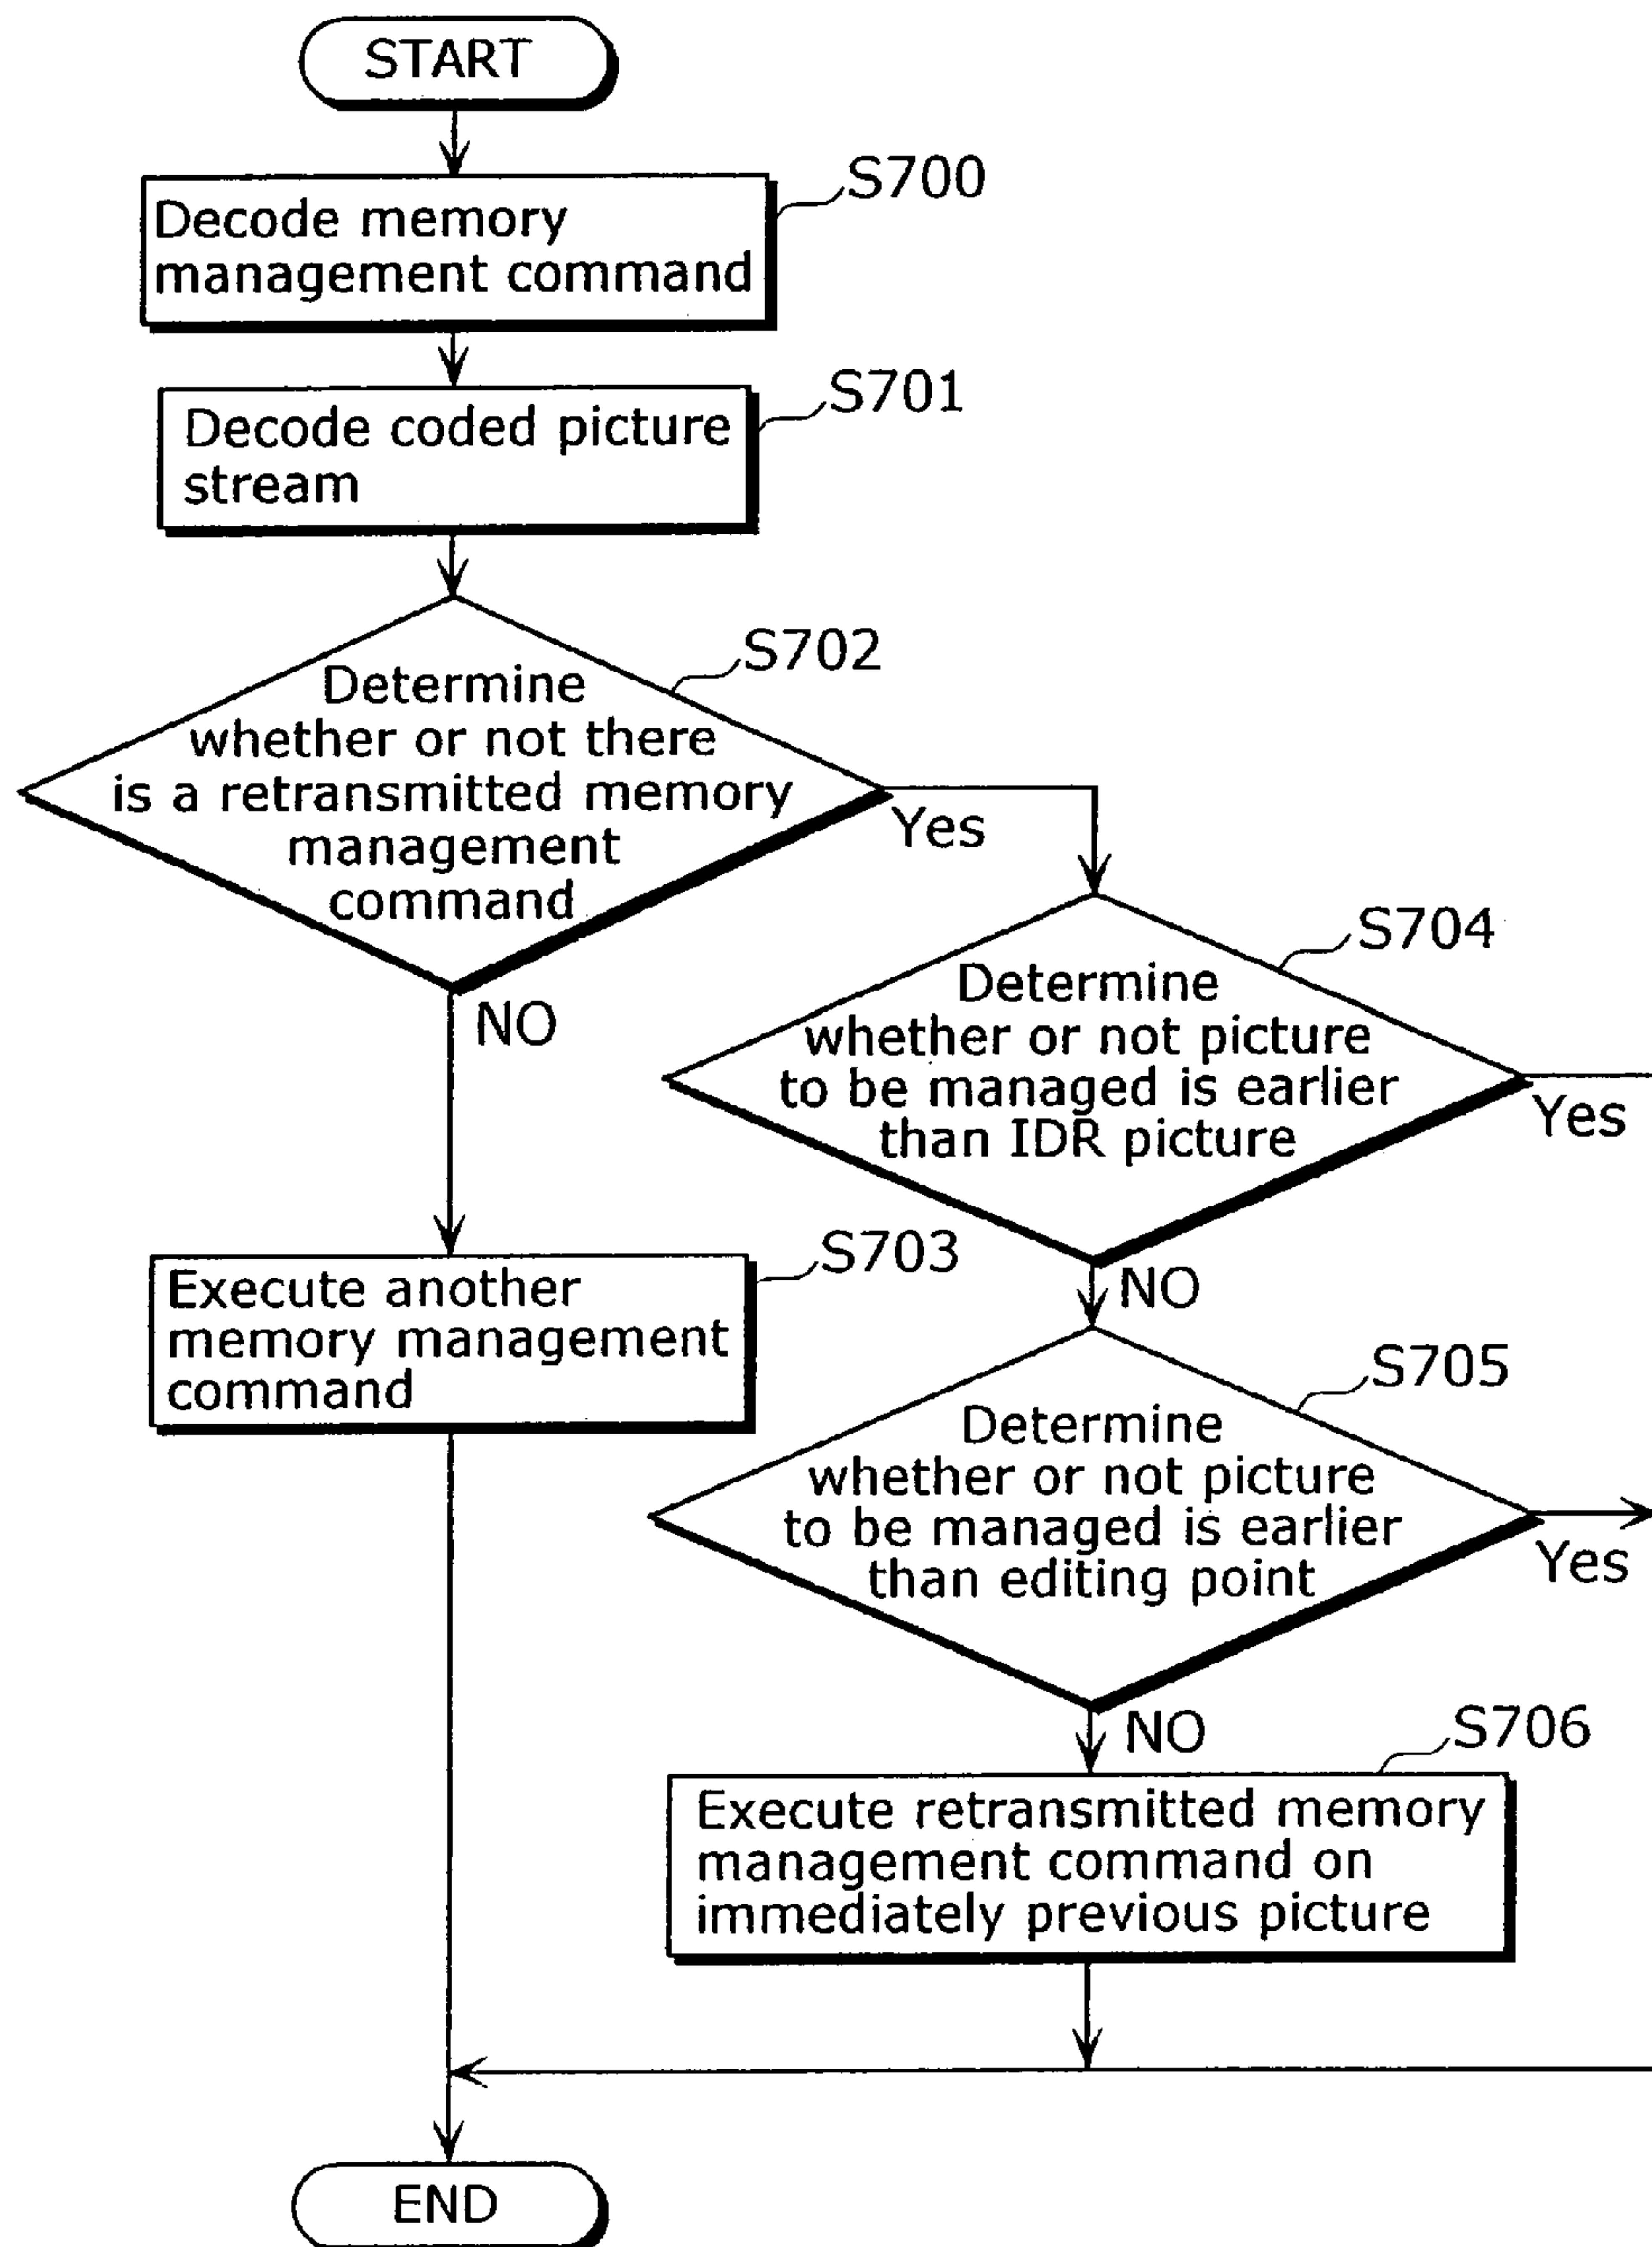 START
S700
Decode memory
management command
S701
Decode coded picture
stream
S702
Determine
whether or not there
is a retransmitted memory
management
command
Yes
NO
S704
Determine
whether or not picture
to be managed is earlier
than IDR picture
Yes
NO
S703
Execute another
memory management
command
S705
Determine
whether or not picture
to be managed is earlier
than editing point
Yes
NO
S706
Execute retransmitted memory
management command on
immediately previous picture
END